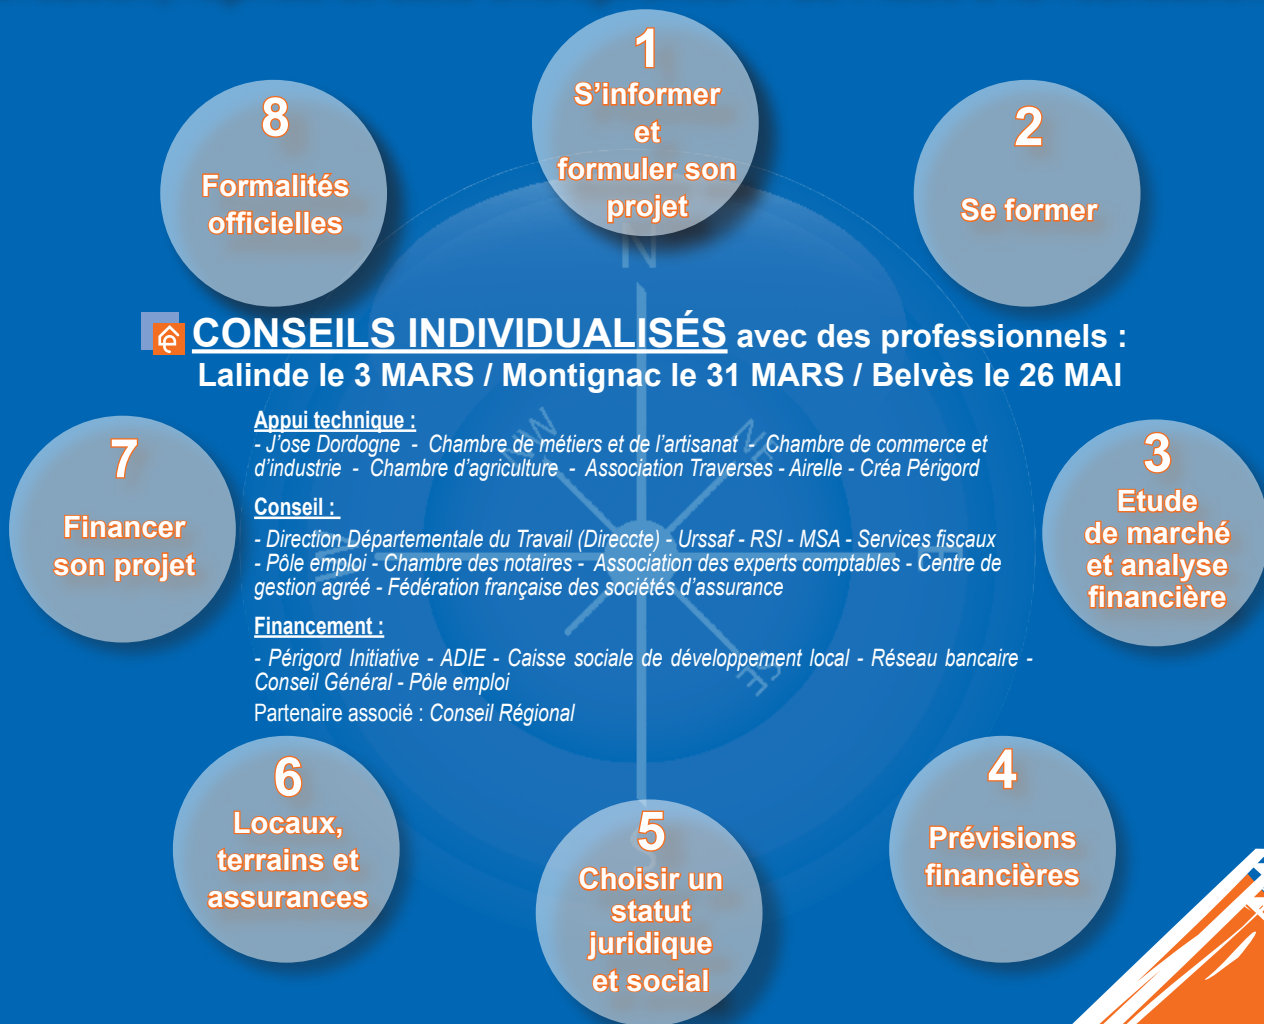 1
S'informer
et
formuler son
projet
2
Se former
8
Formalités
officielles
CONSEILS INDIVIDUALISÉS avec des professionnels :
Lalinde le 3 MARS / Montignac le 31 MARS / Belvès le 26 MAI
Appui technique :
- J'ose Dordogne - Chambre de métiers et de l'artisanat - Chambre de commerce et
d'industrie - Chambre d'agriculture - Association Traverses - Airelle - Créa Périgord
Conseil :
- Direction Départementale du Travail (Direccte) - Urssaf - RSI - MSA - Services fiscaux
- Pôle emploi - Chambre des notaires - Association des experts comptables - Centre de
gestion agréé - Fédération française des sociétés d'assurance
Financement :
- Périgord Initiative - ADIE - Caisse sociale de développement local - Réseau bancaire -
Conseil Général - Pôle emploi
Partenaire associé : Conseil Régional
7
Financer
son projet
3
Etude
de marché
et analyse
financière
6
Locaux,
terrains et
assurances
5
Choisir un
statut
juridique
et social
4
Prévisions
financières
N
NW
NE
W
E
SE
S